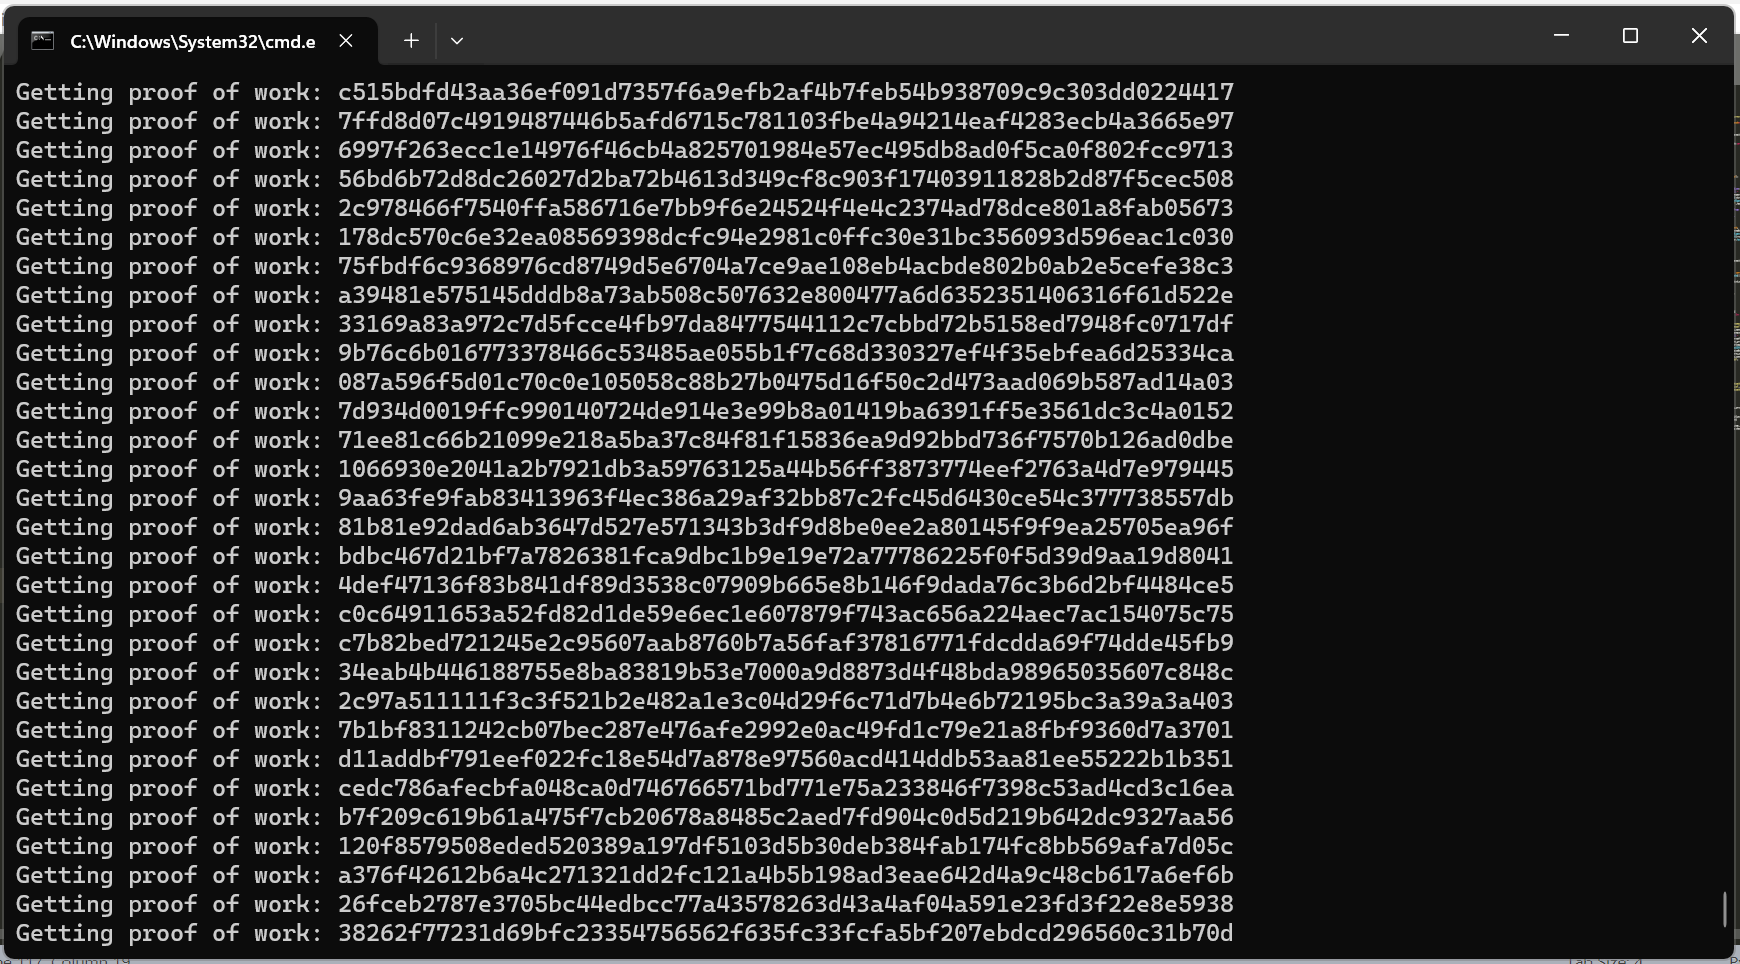 C:\Windows\System32\cmd.e
Getting proof of work: c515bdfd43aa36ef091d7357f6a9efb2af4b7feb54b938709c9c303dd0224417
Getting proof of work: 7ffd8d07c4919487446b5afd6715c781103fbe4a94214eaf4283ecb4a3665e97
Getting proof of work: 6997f263ecc1e14976f46cb4a825701984e57ec495db8ad0f5ca0f802fcc9713
Getting proof of work: 56bd6b72d8dc26027d2ba72b4613d349cf8c903f17403911828b2d87f5cec508
Getting proof of work: 2c978466f7540ffa586716e7bb9f6e24524f4e4c2374ad78dce801a8fab05673
Getting proof of work: 178dc570c6e32ea08569398dcfc94e2981c0ffc30e31bc356093d596eac1c030
Getting proof of work: 75fbdf6c9368976cd8749d5e6704a7ce9ae108eb4acbde802b0ab2e5cefe38c3
Getting proof of work: a39481e575145dddb8a73ab508c507632e800477a6d6352351406316f61d522e
Getting proof of work: 33169a83a972c7d5fcce4fb97da8477544112c7cbbd72b5158ed7948fc0717df
Getting proof of work: 9b76c6b016773378466c53485ae055b1f7c68d330327ef4f35ebfea6d25334ca
Getting proof of work: 087a596f5d01c70c0e105058c88b27b0475d16f50c2d473aad069b587ad14a03
Getting proof of work: 7d934d0019ffc990140724de914e3e99b8a01419ba6391ff5e3561dc3c4a0152
Getting proof of work: 71ee81c66b21099e218a5ba37c84f81f15836ea9d92bbd736f7570b126ad0dbe
Getting proof of work: 1066930e2041a2b7921db3a59763125a44b56ff3873774eef2763a4d7e979445
Getting proof of work: 9aa63fe9fab83413963f4ec386a29af32bb87c2fc45d6430ce54c377738557db
Getting proof of work: 81b81e92dad6ab3647d527e571343b3df9d8be0ee2a80145f9f9ea25705ea96f
Getting proof of work: bdbc467d21bf7a7826381fca9dbc1b9e19e72a77786225f0f5d39d9aa19d8041
Getting proof of work: 4def47136f83b841df89d3538c07909b665e8b146f9dada76c3b6d2bf4484ce5
Getting proof of work: c0c64911653a52fd82d1de59e6ec1e607879f743ac656a224aec7ac154075c75
Getting proof of work: c7b82bed721245e2c95607aab8760b7a56faf37816771fdcdda69f74dde45fb9
Getting proof of work: 34eab4b446188755e8ba83819b53e7000a9d8873d4f48bda98965035607c848c
Getting proof of work: 2c97a511111f3c3f521b2e482a1e3c04d29f6c71d7b4e6b72195bc3a39a3a403
Getting proof of work: 7b1bf8311242cb07bec287e476afe2992e0ac49fd1c79e21a8fbf9360d7a3701
Getting proof of work: d11addbf791eef022fc18e54d7a878e97560acd414ddb53aa81ee55222b1b351
Getting proof of work: cedc786afecbfa048ca0d746766571bd771e75a233846f7398c53ad4cd3c16ea
Getting proof of work: b7f209c619b61a475f7cb20678a8485c2aed7fd904c0d5d219b642dc9327aa56
Getting proof of work: 120f8579508eded520389a197df5103d5b30deb384fab174fc8bb569afa7d05c
Getting proof of work: a376f42612b6a4c271321dd2fc121a4b5b198ad3eae642d4a9c48cb617a6ef6b
Getting proof of work: 26fceb2787e3705bc44edbcc77a43578263d43a4af04a591e23fd3f22e8e5938
Getting proof of work: 38262f77231d69bfc23354756562f635fc33fcfa5bf207ebdcd296560c31b70d